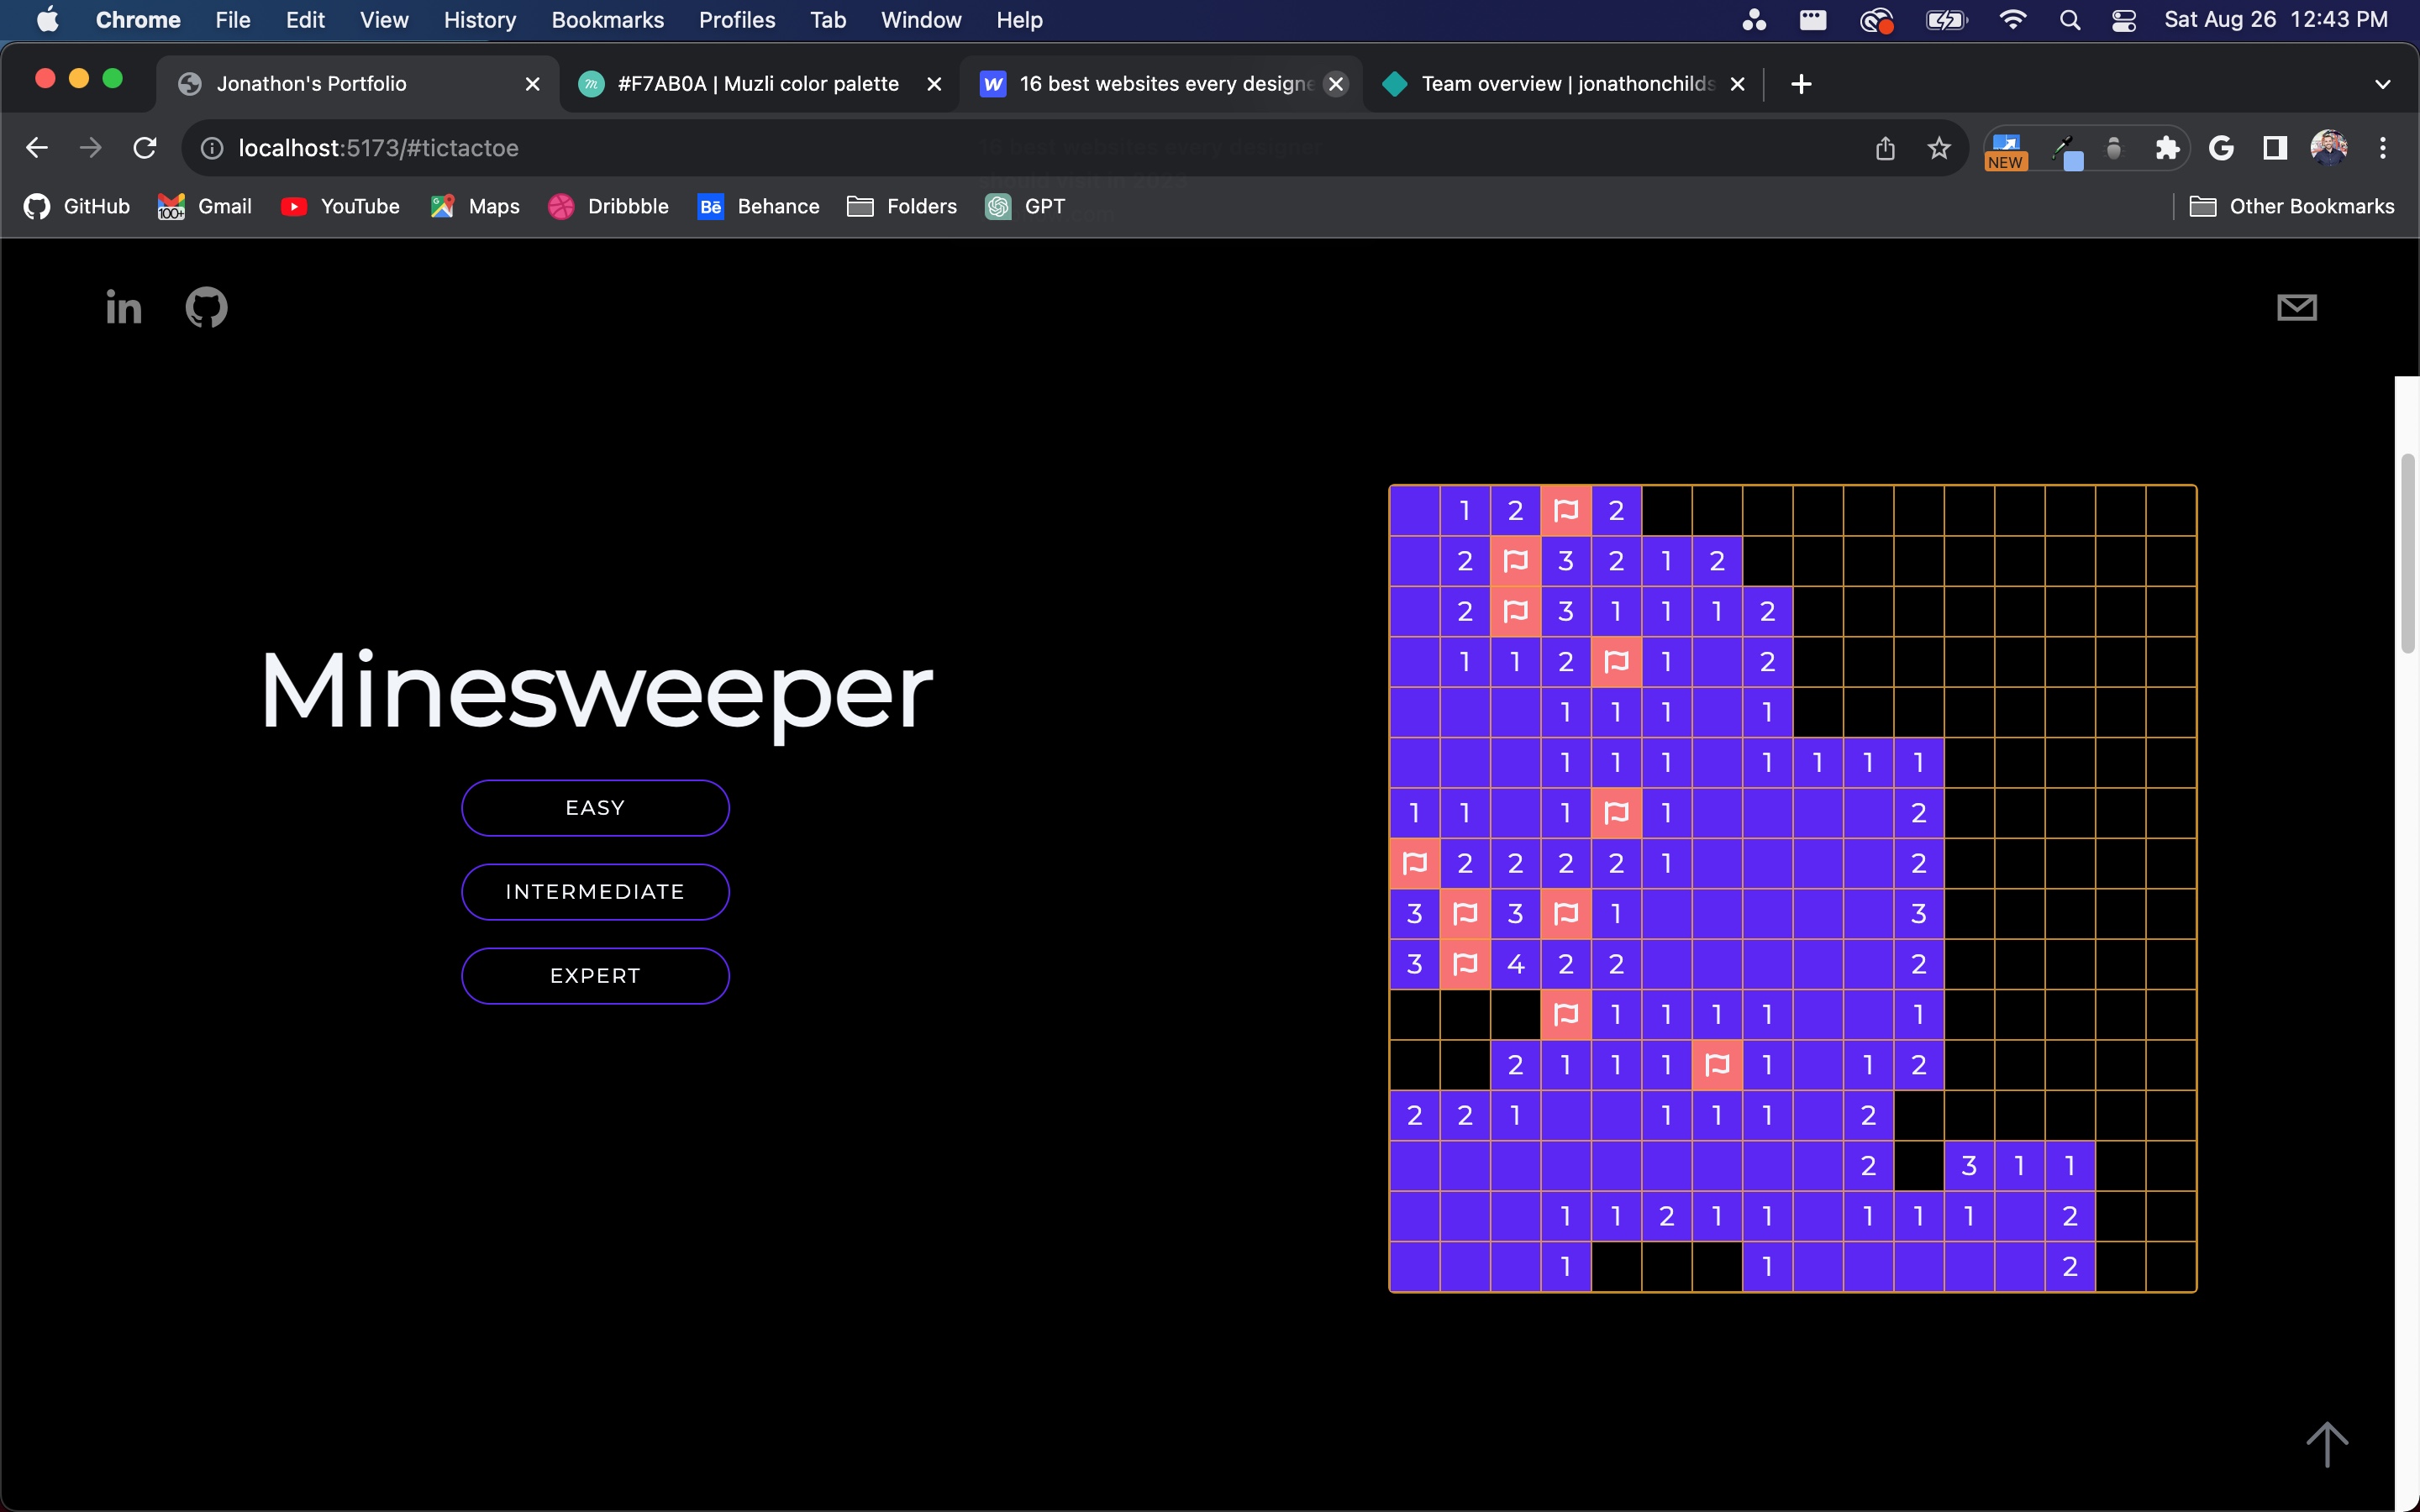 Chrome File Edit View History Bookmarks Profiles Tab Window Help Sat Aug 26 12:43 PM
Jonathon's Portfolio #F7AB0A | Muzli color palette 16 best websites every designe Team overview | jonathonchilds
localhost:5173/#tictactoe NEW
GitHub 100+ Gmail YouTube Maps Dribbble Bē Behance Folders GPT Other Bookmarks
in
Minesweeper
EASY
INTERMEDIATE
EXPERT
1 2 2
2 3 2 1 2
2 3 1 1 1 2
1 1 2 1 2
1 1 1 1
1 1 1 1 1 1 1
1 1 1 1 2
2 2 2 2 1 2
3 3 1 3
3 4 2 2 2
1 1 1 1 1
2 1 1 1 1 1 2
2 2 1 1 1 1 2
2 3 1 1
1 1 2 1 1 1 1 1 2
1 1 2